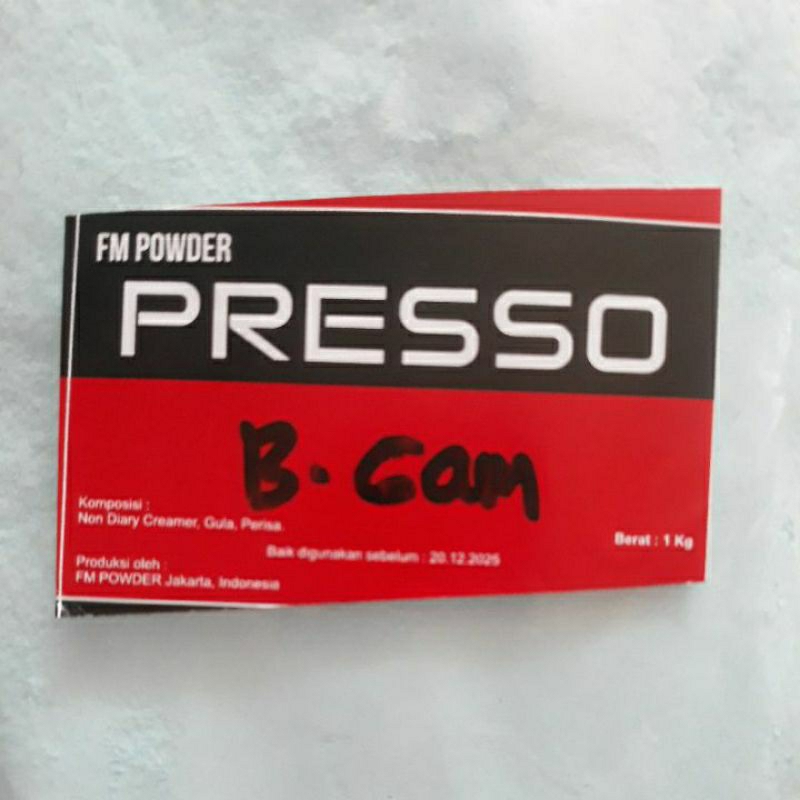 FM POWDER
PRESSO
B. Cam
Komposisi :
Non Diary Creamer, Gula, Perisa.
Berat : 1 Kg
Baik digunakan sebelum : 20.12.2025
Produksi oleh :
FM POWDER Jakarta, Indonesia